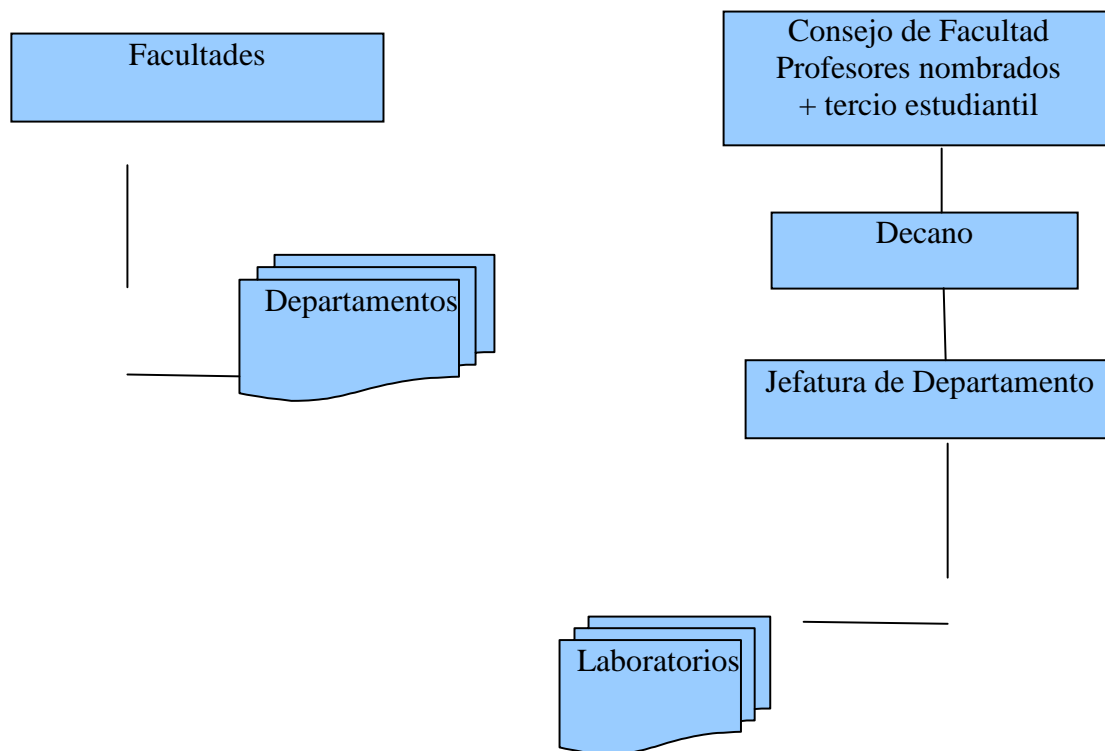 Facultades
Consejo de Facultad
Profesores nombrados
+ tercio estudiantil
Decano
Departamentos
Jefatura de Departamento
Laboratorios